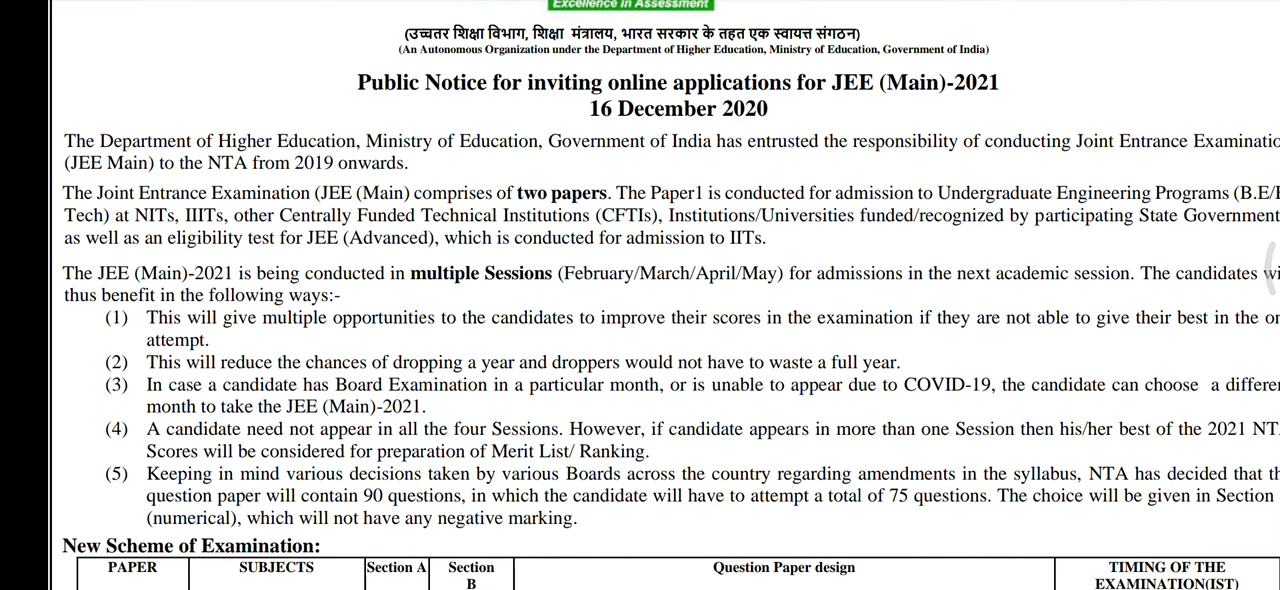 Excellence in Assessment
(उच्चतर शिक्षा विभाग, शिक्षा मंत्रालय, भारत सरकार के तहत एक स्वायत्त संगठन)
(An Autonomous Organization under the Department of Higher Education, Ministry of Education, Government of India)
Public Notice for inviting online applications for JEE (Main)-2021
16 December 2020
The Department of Higher Education, Ministry of Education, Government of India has entrusted the responsibility of conducting Joint Entrance Examinatio
(JEE Main) to the NTA from 2019 onwards.
The Joint Entrance Examination (JEE (Main) comprises of two papers. The Paper1 is conducted for admission to Undergraduate Engineering Programs (B.E/
Tech) at NITs, IIITs, other Centrally Funded Technical Institutions (CFTIs), Institutions/Universities funded/recognized by participating State Government
as well as an eligibility test for JEE (Advanced), which is conducted for admission to IITs.
The JEE (Main)-2021 is being conducted in multiple Sessions (February/March/April/May) for admissions in the next academic session. The candidates wi
thus benefit in the following ways:-
(1) This will give multiple opportunities to the candidates to improve their scores in the examination if they are not able to give their best in the
attempt.
(2) This will reduce the chances of dropping a year and droppers would not have to waste a full year.
(3) In case a candidate has Board Examination in a particular month, or is unable to appear due to COVID-19, the candidate can choose a differe
month to take the JEE (Main)-2021.
(4) A candidate need not appear in all the four Sessions. However, if candidate appears in more than one Session then his/her best of the 2021 NT
Scores will be considered for preparation of Merit List/ Ranking.
(5) Keeping in mind various decisions taken by various Boards across the country regarding amendments in the syllabus, NTA has decided that th
question paper will contain 90 questions, in which the candidate will have to attempt a total of 75 questions. The choice will be given in Section
(numerical), which will not have any negative marking.
New Scheme of Examination:
PAPER SUBJECTS Section A Section Question Paper design TIMING OF THE
B EXAMINATION(IST)